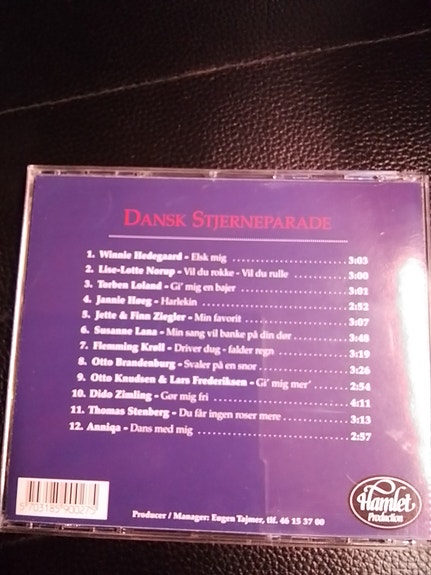 DANSK STJERNEPARADE
1. Winnie Hedegaard - Elsk mig ........................ 3:03
2. Lise-Lotte Norup - Vil du rokke - Vil du rulle ............ 3:00
3. Torben Loland - Gi' mig en bajer ........................ 3:01
4. Jannie Høeg - Harlekin ........................ 2:52
5. Jette & Finn Ziegler - Min favorit ........................ 3:07
6. Susanne Lana - Min sang vil banke på din dør ............ 3:48
7. Flemming Krøll - Driver dug - falder regn ............ 3:19
8. Otto Brandenburg - Svaler på en snor ............ 3:26
9. Otto Knudsen & Lars Frederiksen - Gi' mig mer' ........ 2:54
10. Dido Zimling - Gør mig fri ........................ 4:11
11. Thomas Stenberg - Du får ingen roser mere ............ 3:13
12. Anniqa - Dans med mig ........................ 2:57
5703185900275
Hamlet
Production
Producer / Manager: Eugen Tajmer, tlf. 46 15 37 00